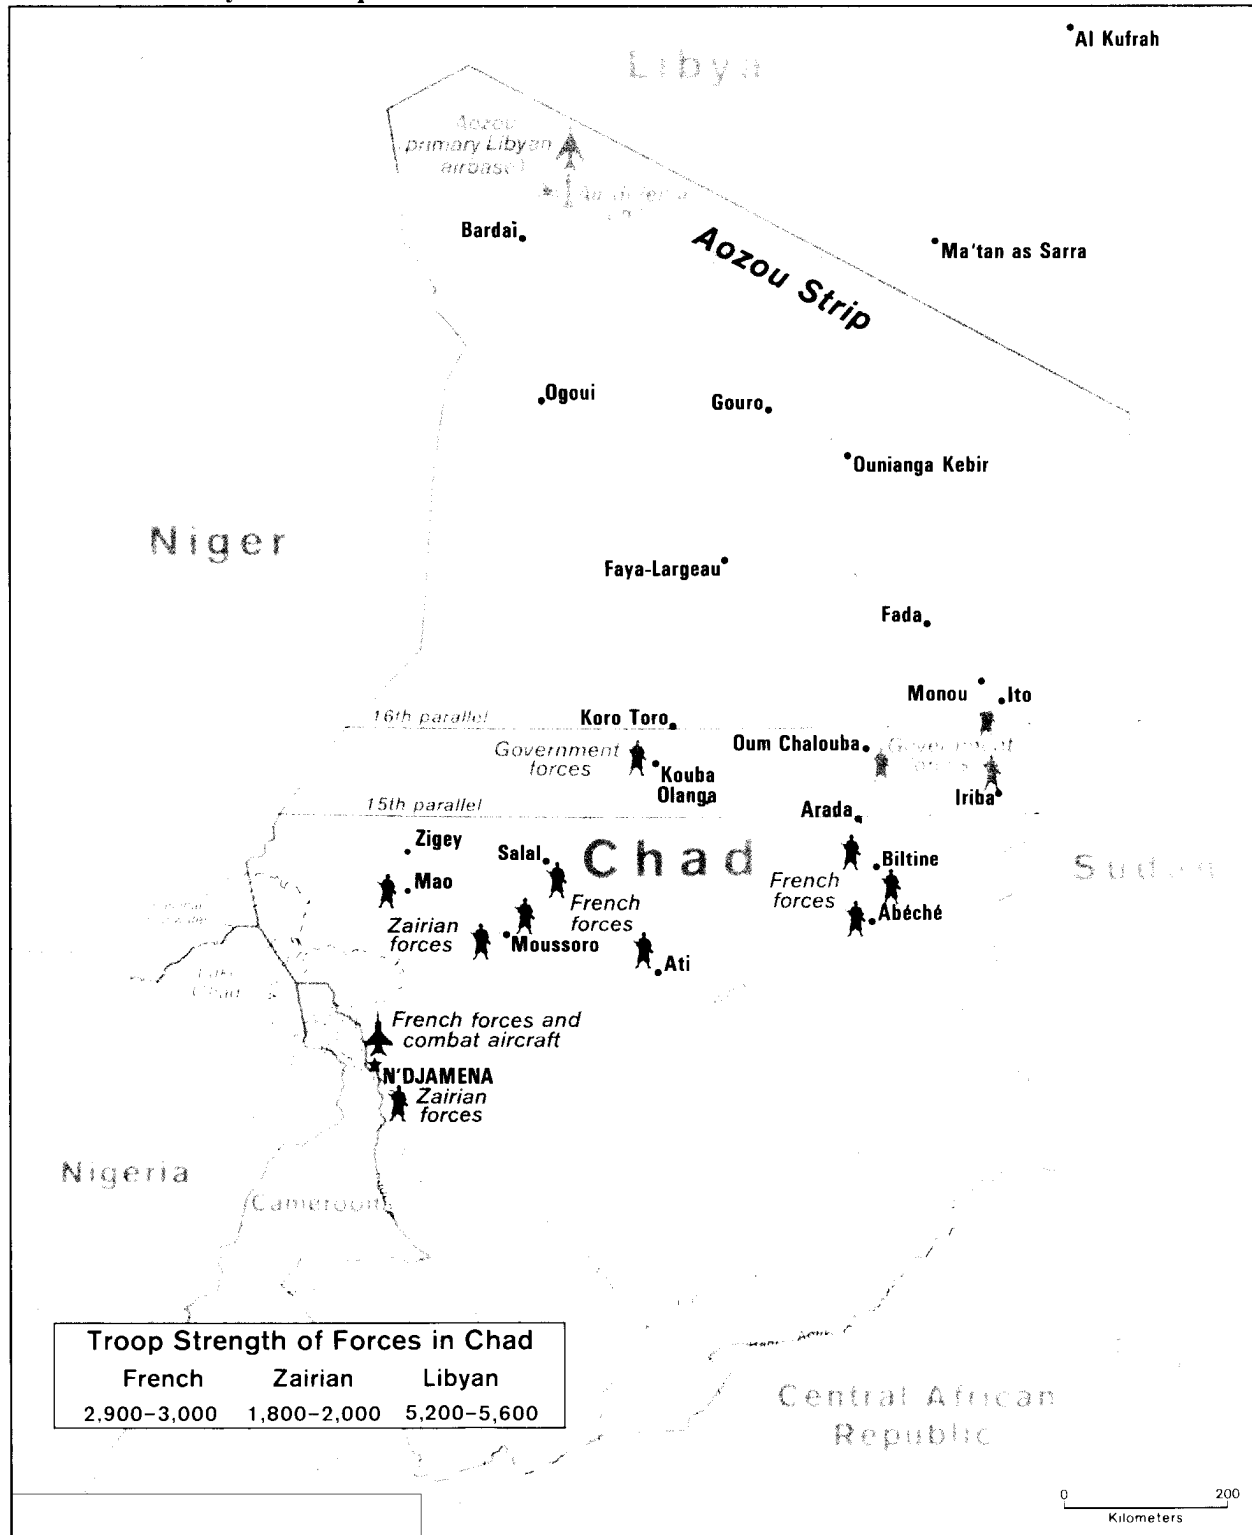 Al Kufrah
Libya
Aozou
primary Libyan
airbase)
Bardai
Aozou Strip
Ma'tan as Sarra
Ogoui
Gouro
Ounianga Kebir
Niger
Faya-Largeau
Fada
Monou
Ito
16th parallel
Koro Toro
Oum Chalouba
Government
forces
Government
Kouba
Olanga
Iriba
15th parallel
Arada
Zigey
Salal
Chad
Biltine
Sudan
Mao
French
forces
French
forces
Abéché
Zairian
forces
Moussoro
Ati
Lake
Chad
French forces and
combat aircraft
N'DJAMENA
Zairian
forces
Nigeria
Cameroon
Troop Strength of Forces in Chad
French Zairian Libyan
2,900–3,000 1,800–2,000 5,200–5,600
Central African
Republic
0 200
Kilometers